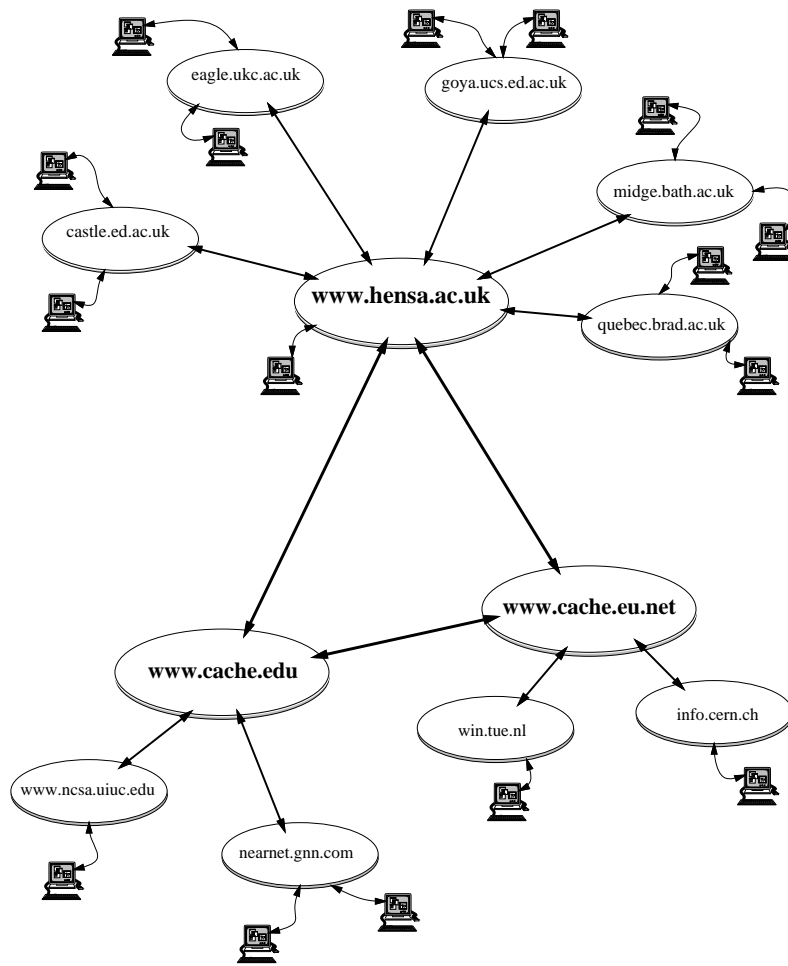 eagle.ukc.ac.uk
goya.ucs.ed.ac.uk
midge.bath.ac.uk
castle.ed.ac.uk
www.hensa.ac.uk
quebec.brad.ac.uk
www.cache.eu.net
www.cache.edu
info.cern.ch
win.tue.nl
www.ncsa.uiuc.edu
nearnet.gnn.com